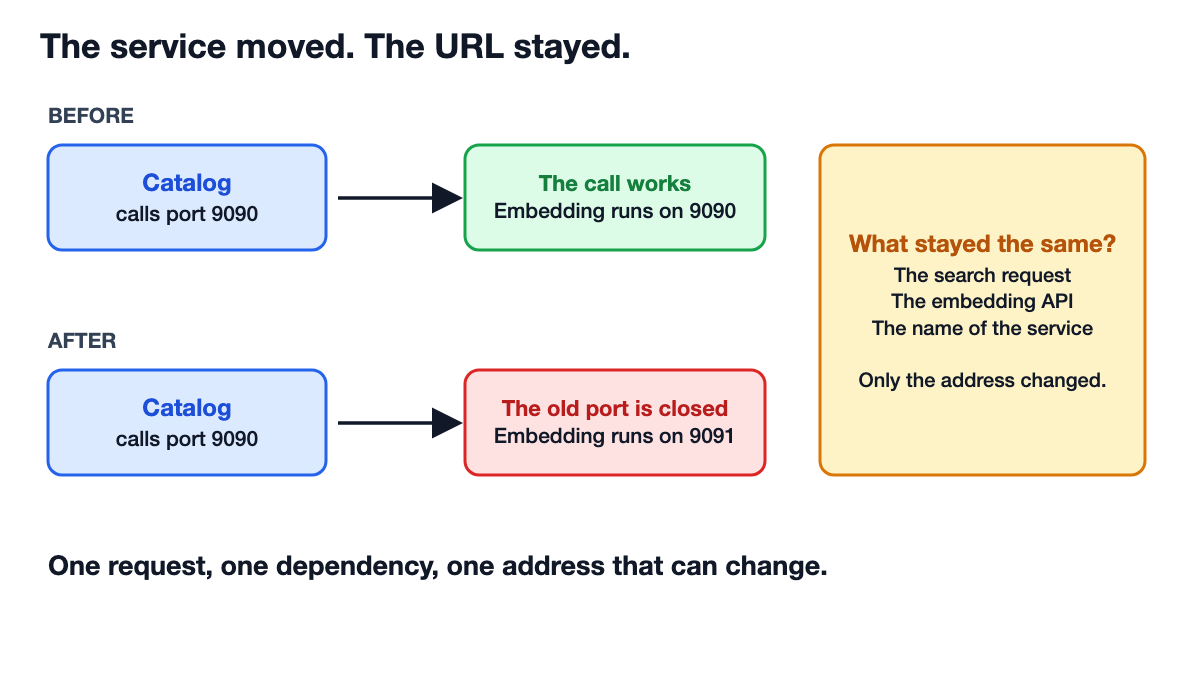 The service moved. The URL stayed.
BEFORE
Catalog
calls port 9090
The call works
Embedding runs on 9090
AFTER
Catalog
calls port 9090
The old port is closed
Embedding runs on 9091
What stayed the same?
The search request
The embedding API
The name of the service
Only the address changed.
One request, one dependency, one address that can change.